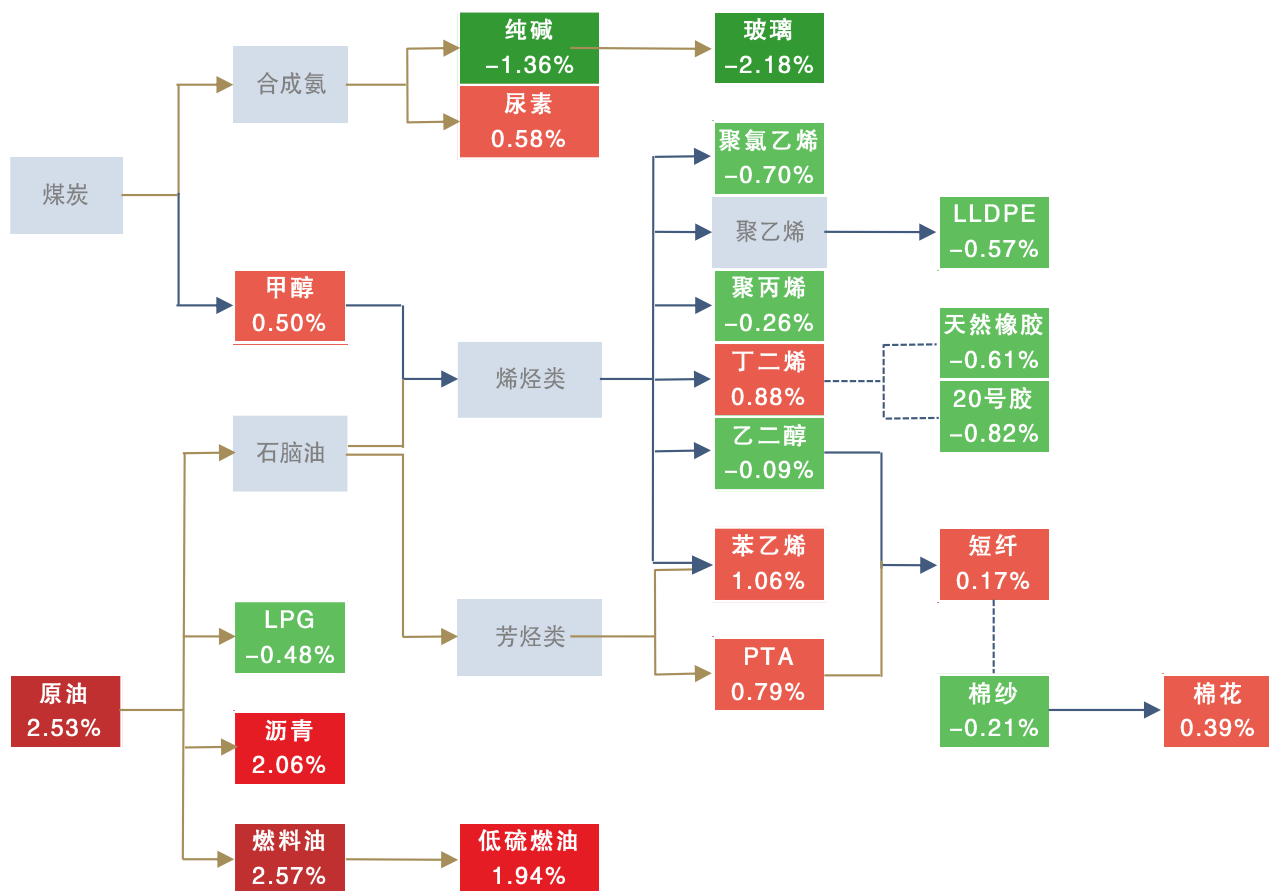 纯碱
-1.36%
玻璃
-2.18%
合成氨
尿素
0.58%
聚氯乙烯
-0.70%
煤炭
聚乙烯
LLDPE
-0.57%
甲醇
0.50%
聚丙烯
-0.26%
天然橡胶
-0.61%
烯烃类
丁二烯
0.88%
20号胶
-0.82%
石脑油
乙二醇
-0.09%
苯乙烯
1.06%
短纤
0.17%
LPG
-0.48%
芳烃类
PTA
0.79%
原油
2.53%
棉纱
-0.21%
棉花
0.39%
沥青
2.06%
燃料油
2.57%
低硫燃油
1.94%